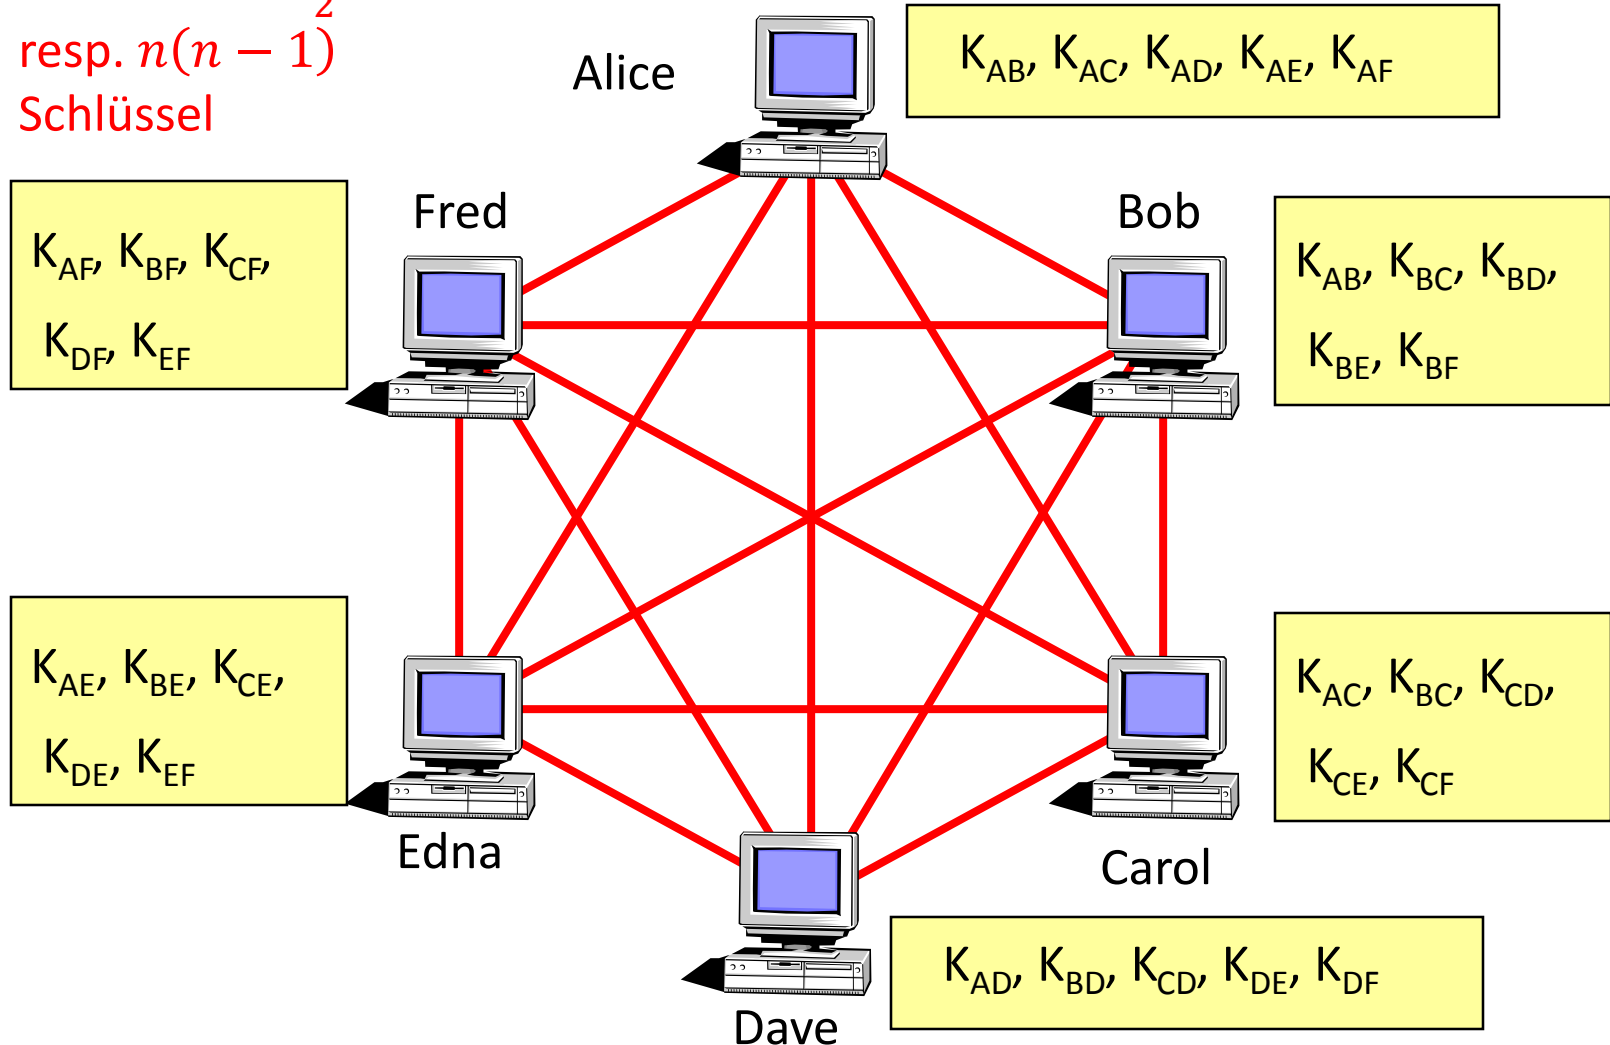 2
resp. n(n − 1)
Schlüssel
Alice
K_AB, K_AC, K_AD, K_AE, K_AF
Fred
Bob
K_AF, K_BF, K_CF,
K_DF, K_EF
K_AB, K_BC, K_BD,
K_BE, K_BF
K_AE, K_BE, K_CE,
K_DE, K_EF
K_AC, K_BC, K_CD,
K_CE, K_CF
Edna
Carol
K_AD, K_BD, K_CD, K_DE, K_DF
Dave